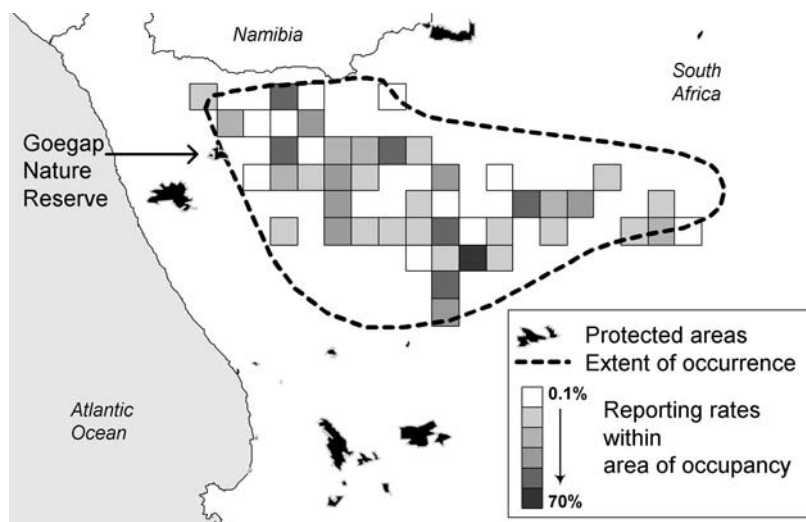 Namibia
South
Africa
Goegap
Nature
Reserve
Atlantic
Ocean
Protected areas
Extent of occurrence
0.1%
70%
Reporting rates
within
area of occupancy